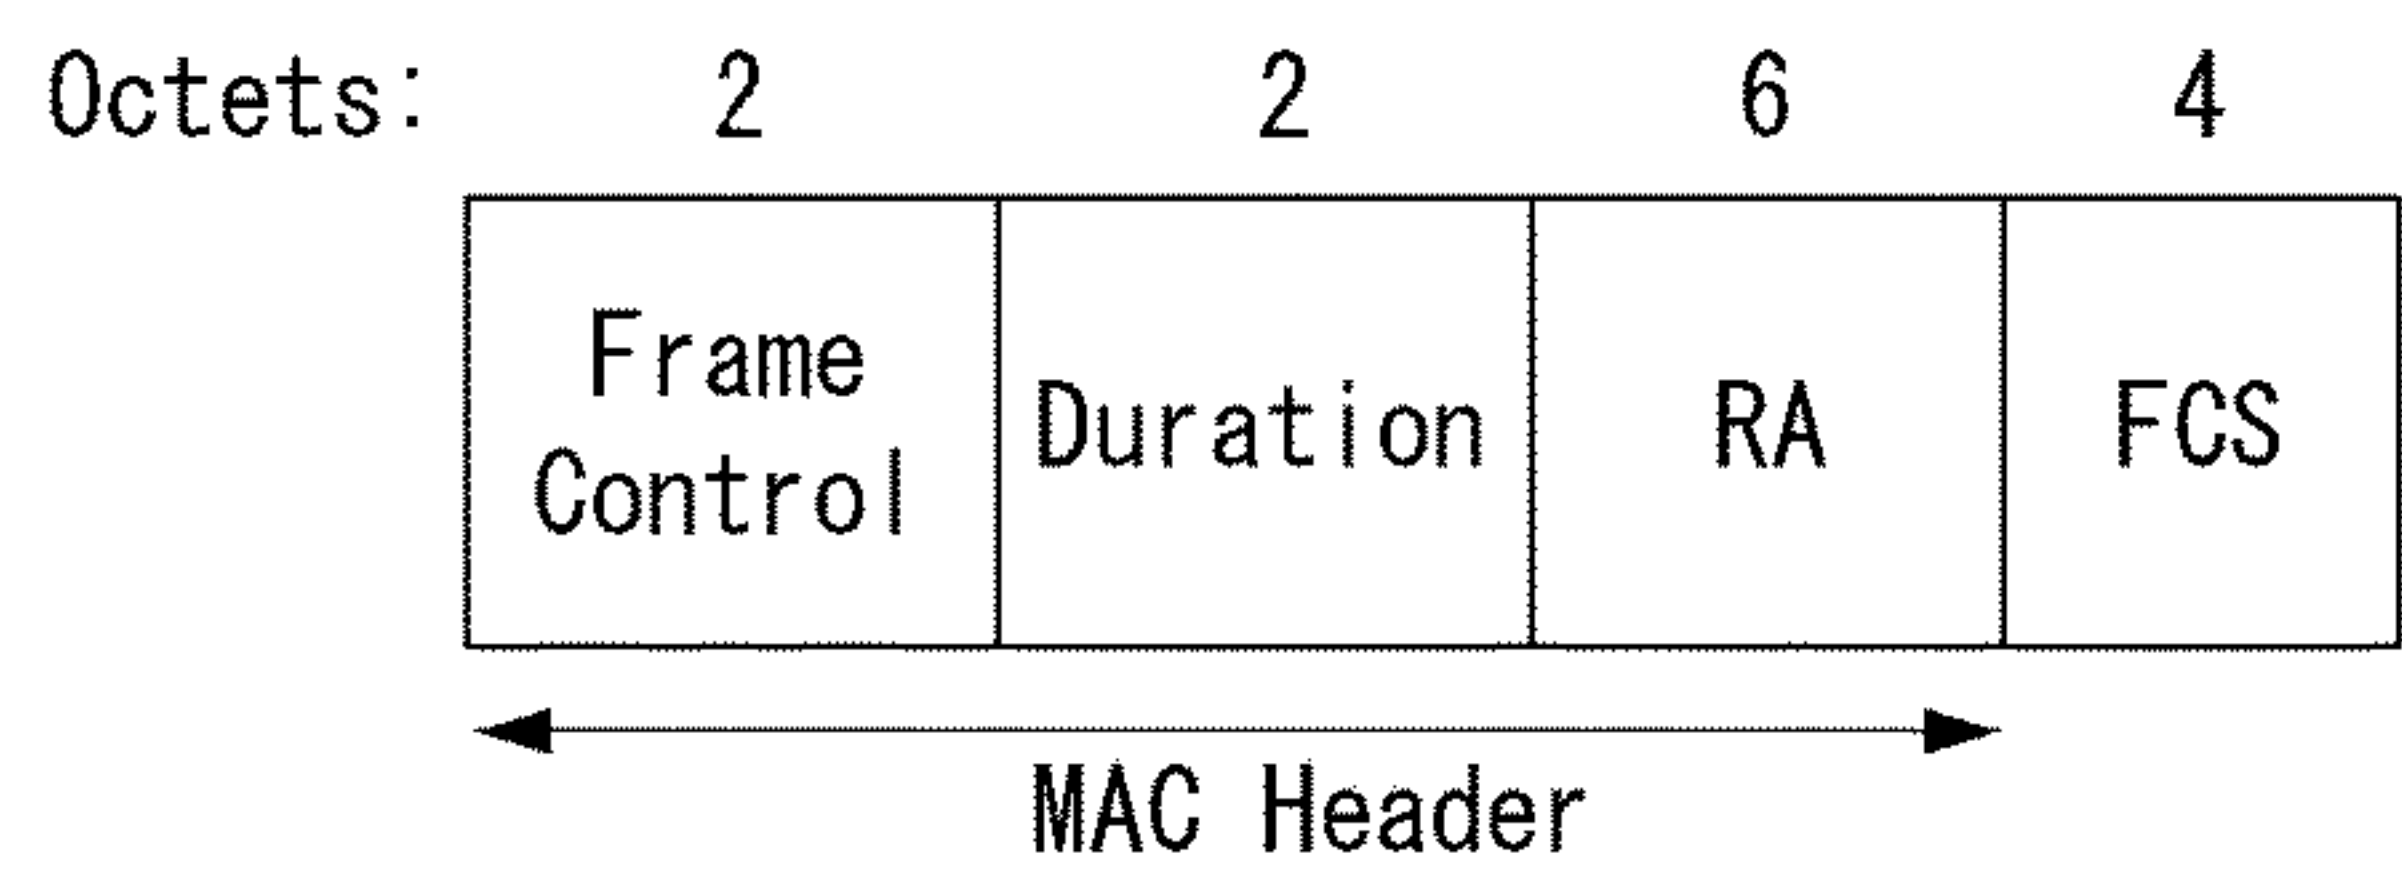 Octets: 2 2 6 4
Frame
Control
Duration
RA
FCS
MAC Header